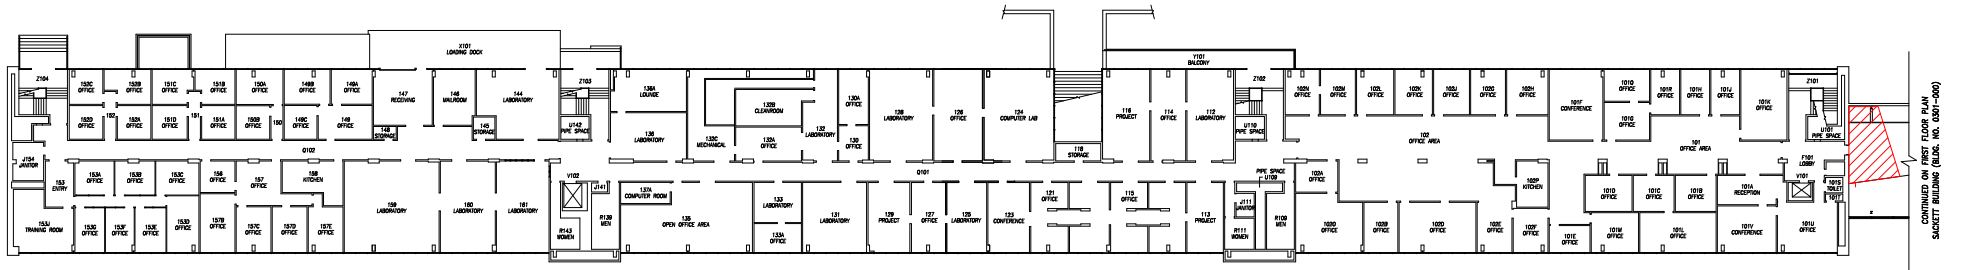 X101
LOADING DOCK
Y101
BALCONY
Z104
153C
OFFICE
153B
OFFICE
151C
OFFICE
151B
OFFICE
150A
OFFICE
149B
OFFICE
149A
OFFICE
147
RECEIVING
146
MAILROOM
144
LABORATORY
Z103
136A
LOUNGE
132B
CLEANROOM
130A
OFFICE
128
LABORATORY
126
OFFICE
124
COMPUTER LAB
116
PROJECT
114
OFFICE
112
LABORATORY
Z102
102N
OFFICE
102M
OFFICE
102L
OFFICE
102K
OFFICE
102J
OFFICE
102H
OFFICE
101F
CONFERENCE
101R
OFFICE
101H
OFFICE
101J
OFFICE
101K
OFFICE
Z101
152D
OFFICE
152
152A
OFFICE
151D
OFFICE
151
151A
OFFICE
150B
OFFICE
150
149C
OFFICE
149
OFFICE
148
STORAGE
145
STORAGE
U142
PIPE SPACE
136
LABORATORY
132C
MECHANICAL
132A
OFFICE
132
LABORATORY
130
OFFICE
118
STORAGE
U110
PIPE SPACE
102
OFFICE AREA
101G
OFFICE
101
OFFICE AREA
U101
PIPE SPACE
Q102
Q101
J154
JANITOR
153
ENTRY
153A
OFFICE
153B
OFFICE
153C
OFFICE
156
OFFICE
157
OFFICE
158
KITCHEN
V102
J141
137A
COMPUTER ROOM
133
LABORATORY
121
OFFICE
115
OFFICE
PIPE SPACE
U109
102A
OFFICE
102P
KITCHEN
101D
OFFICE
101C
OFFICE
101B
OFFICE
101A
RECEPTION
F101
LOBBY
V101
101S
TOILET
101T
153J
TRAINING ROOM
153G
OFFICE
153F
OFFICE
153E
OFFICE
153D
OFFICE
157B
OFFICE
157C
OFFICE
157D
OFFICE
157E
OFFICE
159
LABORATORY
160
LABORATORY
161
LABORATORY
R143
WOMEN
R139
MEN
135
OPEN OFFICE AREA
133A
OFFICE
131
LABORATORY
129
PROJECT
127
OFFICE
125
LABORATORY
123
CONFERENCE
113
PROJECT
J111
JANITOR
R111
WOMEN
R109
MEN
OFFICE
102B
OFFICE
102D
OFFICE
102E
OFFICE
102F
OFFICE
101E
OFFICE
101M
OFFICE
101L
OFFICE
101V
CONFERENCE
101U
OFFICE
CONTINUED ON FIRST FLOOR PLAN
SACKETT BUILDING (BLDG. NO. 0301-000)